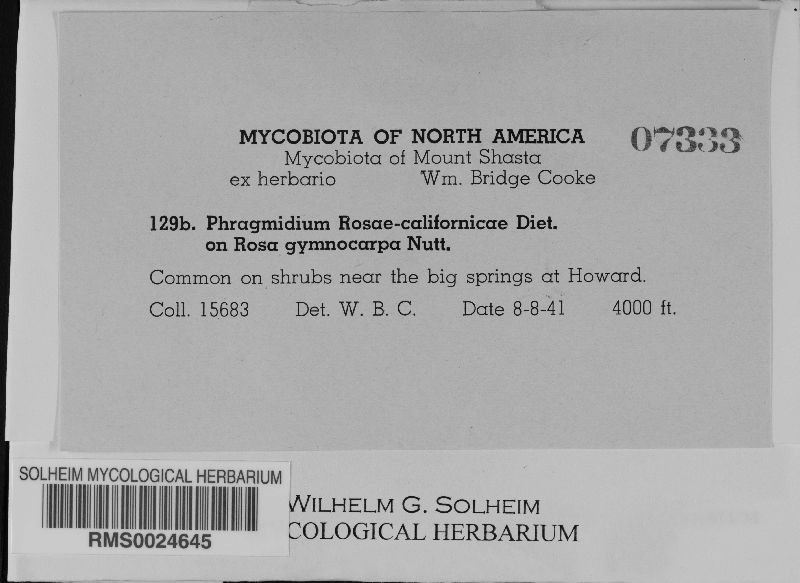 MYCOBIOTA OF NORTH AMERICA
07333
Mycobiota of Mount Shasta
ex herbario Wm. Bridge Cooke
129b. Phragmidium Rosae-californicae Diet.
on Rosa gymnocarpa Nutt.
Common on shrubs near the big springs at Howard.
Coll. 15683 Det. W. B. C. Date 8-8-41 4000 ft.
SOLHEIM MYCOLOGICAL HERBARIUM
RMS0024645
WILHELM G. SOLHEIM
COLOGICAL HERBARIUM